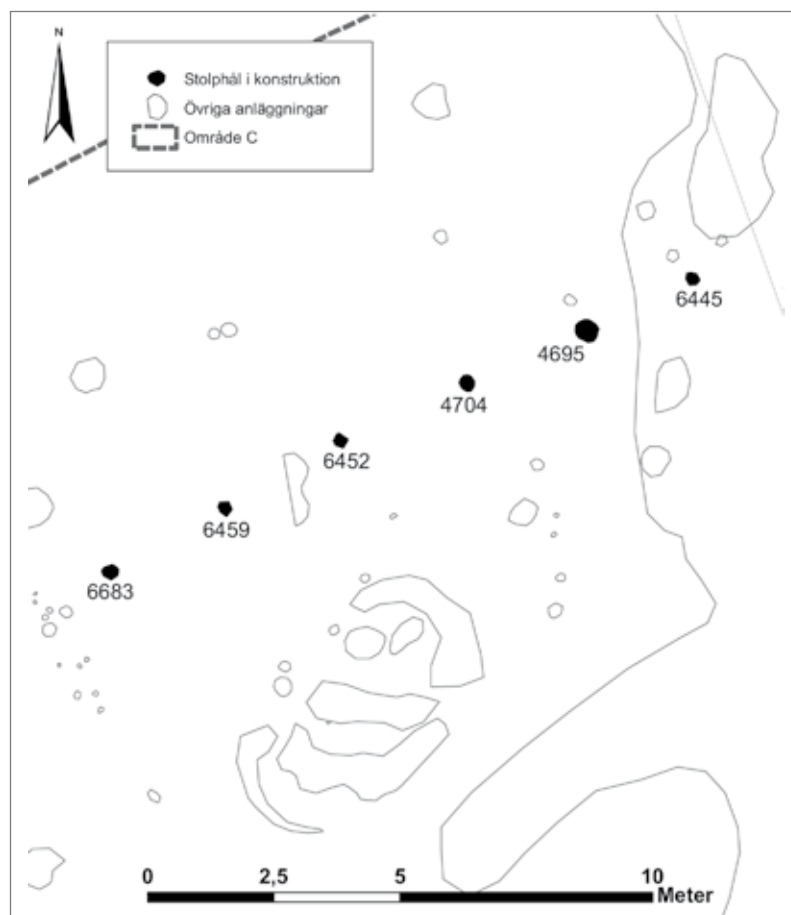 N
Stolphål i konstruktion
Övriga anläggningar
Område C
6445
4695
4704
6452
6459
6683
0 2,5 5 10
Meter